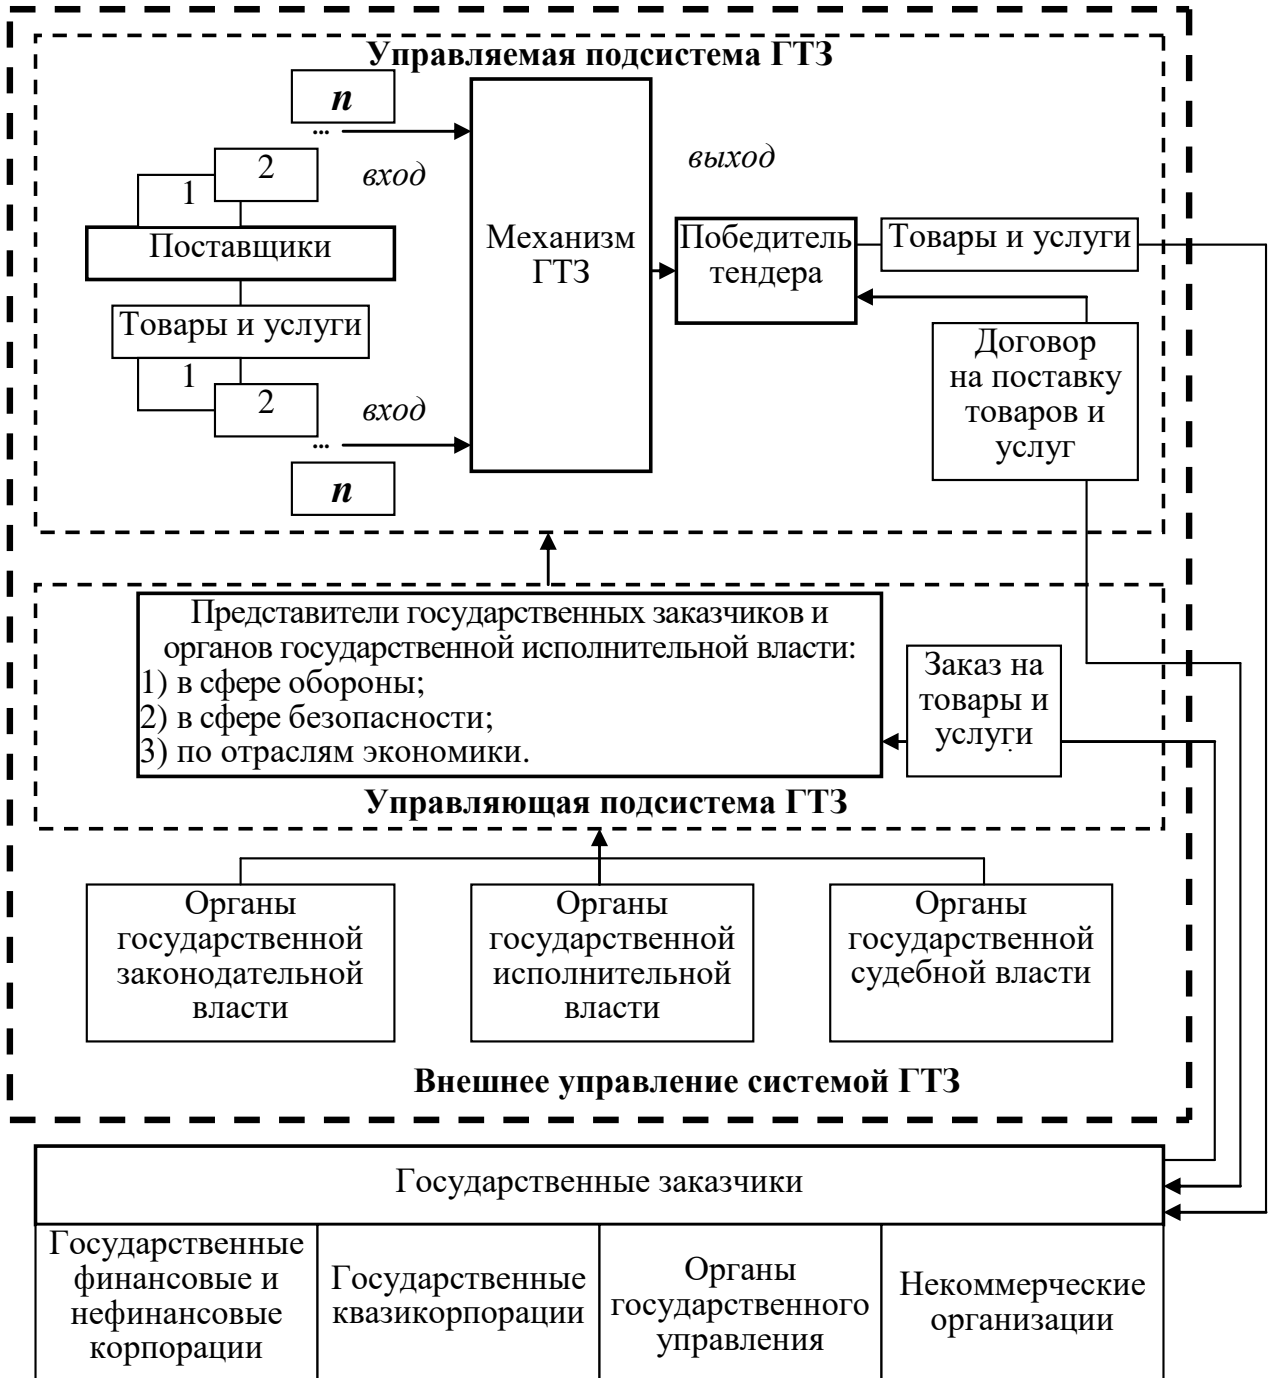 Управляемая подсистема ГТЗ
n
...
2
1
вход
выход
Поставщики
Механизм
ГТЗ
Победитель
тендера
Товары и услуги
Товары и услуги
1
2
вход
...
n
Договор
на поставку
товаров и
услуг
Представители государственных заказчиков и
органов государственной исполнительной власти:
1) в сфере обороны;
2) в сфере безопасности;
3) по отраслям экономики.
Заказ на
товары и
услуги
Управляющая подсистема ГТЗ
Органы
государственной
законодательной
власти
Органы
государственной
исполнительной
власти
Органы
государственной
судебной власти
Внешнее управление системой ГТЗ
Государственные заказчики
Государственные
финансовые и
нефинансовые
корпорации
Государственные
квазикорпорации
Органы
государственного
управления
Некоммерческие
организации